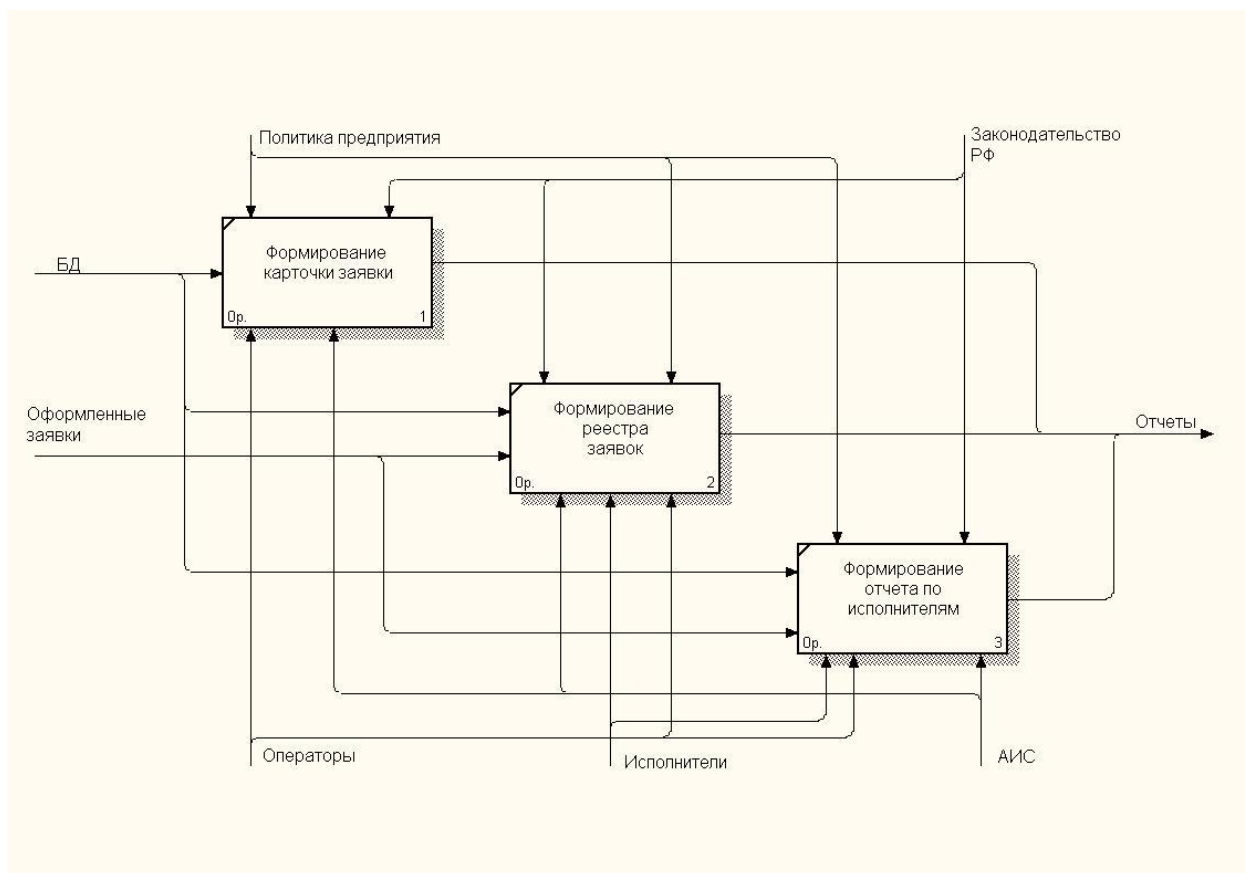 Политика предприятия
Законодательство
РФ
БД
Формирование
карточки заявки
0р.
1
Оформленные
заявки
Формирование
реестра
заявок
0р.
2
Отчеты
Формирование
отчета по
исполнителям
0р.
3
Операторы
Исполнители
АИС